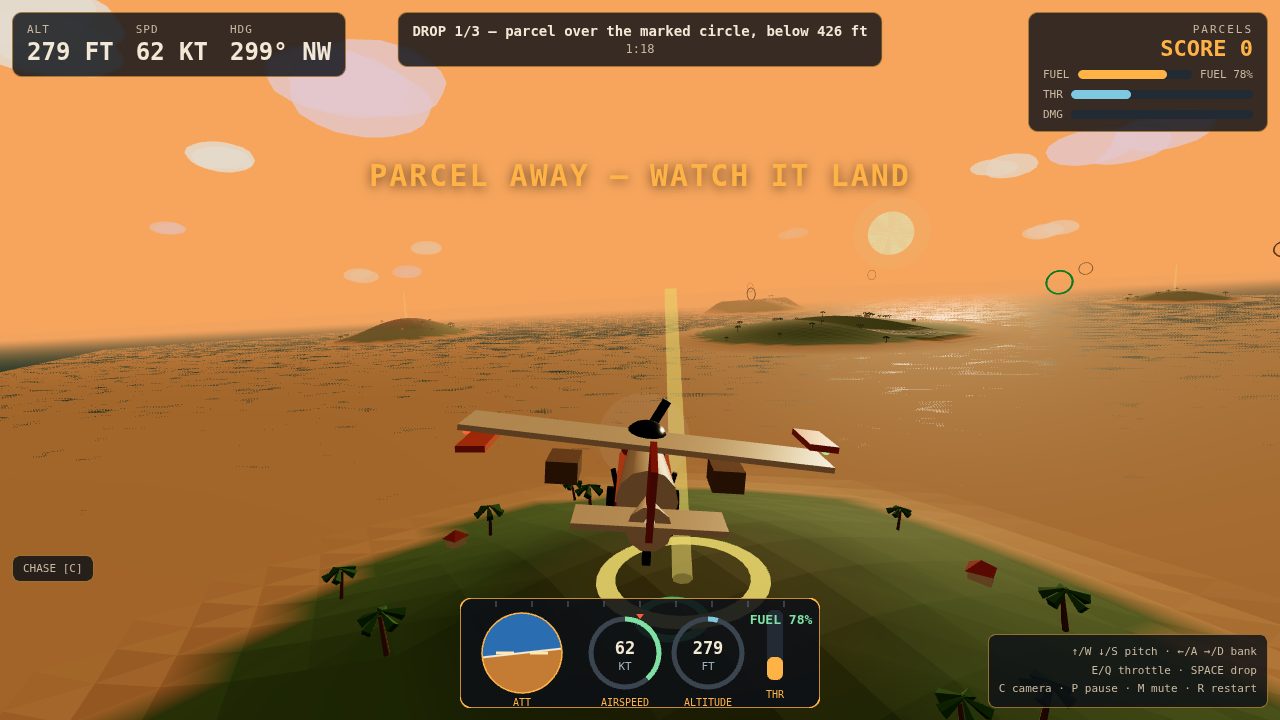 ALT SPD HDG
279 FT 62 KT 299° NW
DROP 1/3 — parcel over the marked circle, below 426 ft
1:18
PARCELS
SCORE 0
FUEL FUEL 78%
THR
DMG
PARCEL AWAY — WATCH IT LAND
CHASE [C]
FUEL 78%
62
KT
279
FT
ATT
AIRSPEED
ALTITUDE
THR
↑/W ↓/S pitch · ←/A →/D bank
E/Q throttle · SPACE drop
C camera · P pause · M mute · R restart